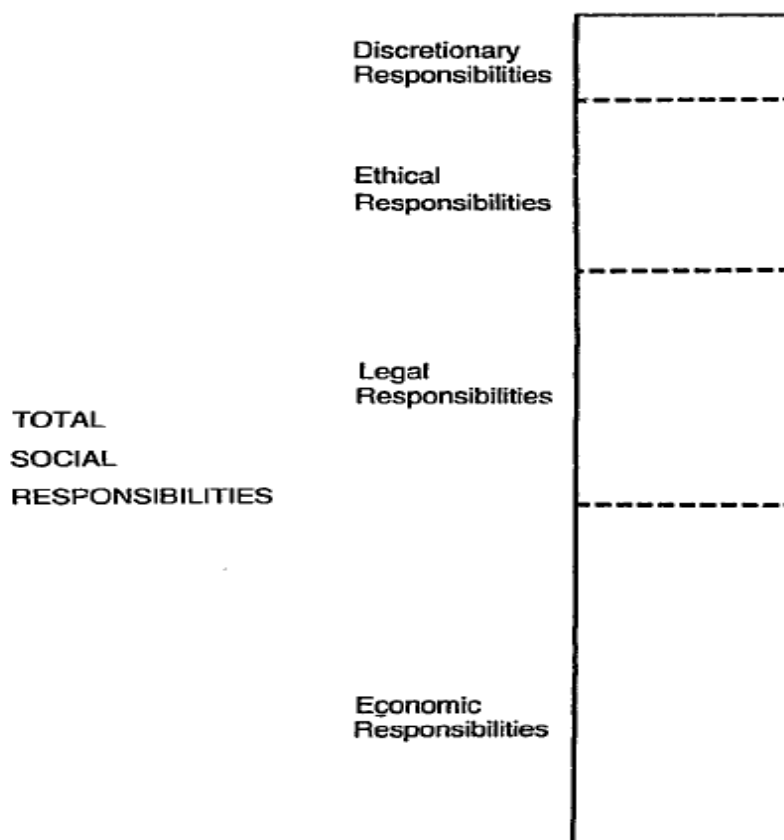 Discretionary
Responsibilities
Ethical
Responsibilities
Legal
Responsibilities
TOTAL
SOCIAL
RESPONSIBILITIES
Economic
Responsibilities